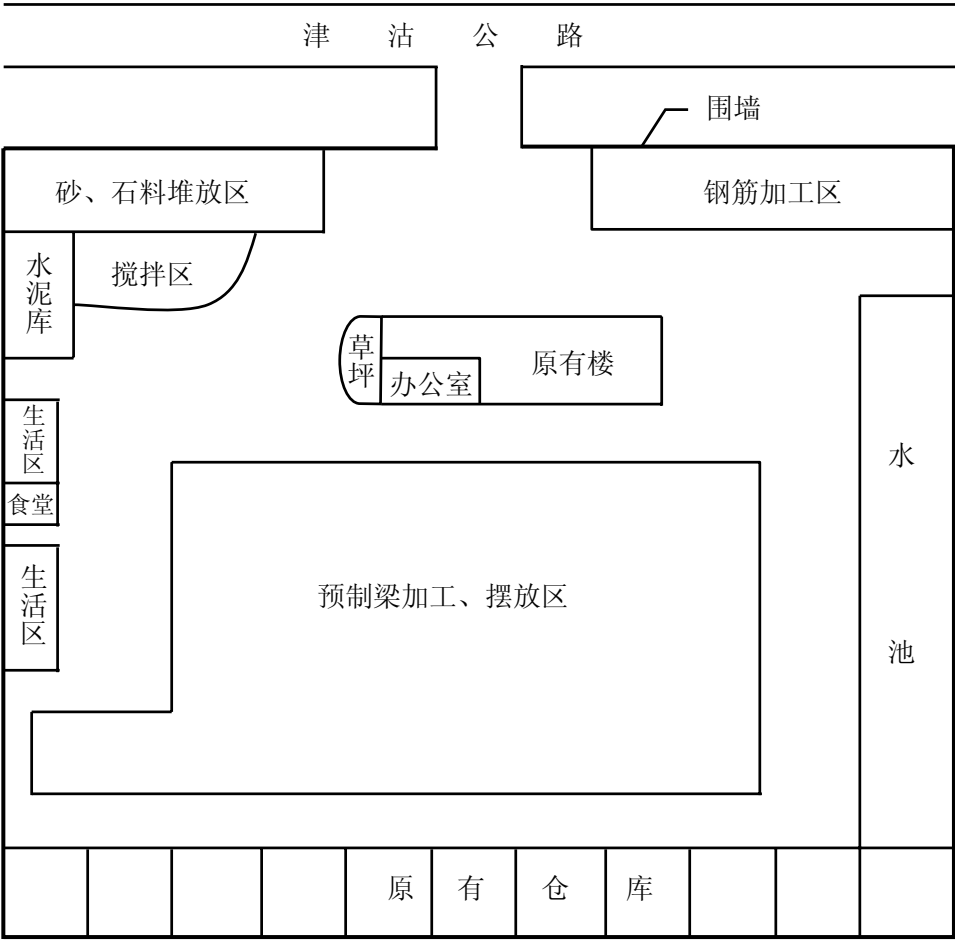 津沽公路
围墙
砂、石料堆放区
钢筋加工区
水泥库
搅拌区
草坪
办公室
原有楼
生活区
食堂
水池
生活区
预制梁加工、摆放区
原有仓库